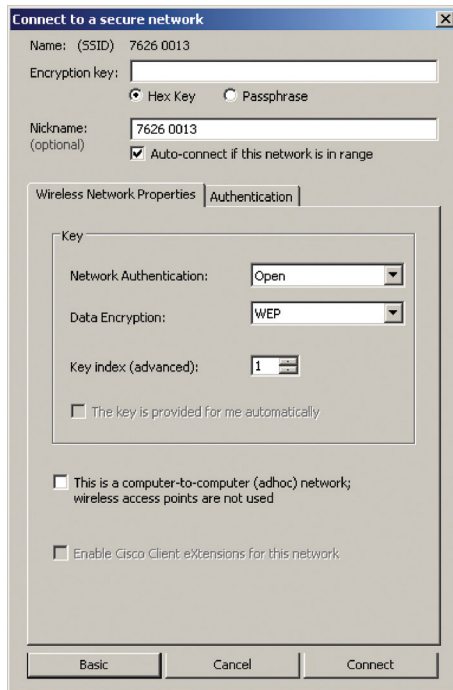 Connect to a secure network
Name: (SSID) 7626 0013
Encryption key:
Hex Key Passphrase
Nickname: 7626 0013
(optional)
Auto-connect if this network is in range
Wireless Network Properties Authentication
Key
Network Authentication: Open
Data Encryption: WEP
Key index (advanced): 1
The key is provided for me automatically
This is a computer-to-computer (adhoc) network;
wireless access points are not used
Enable Cisco Client eXtensions for this network
Basic Cancel Connect